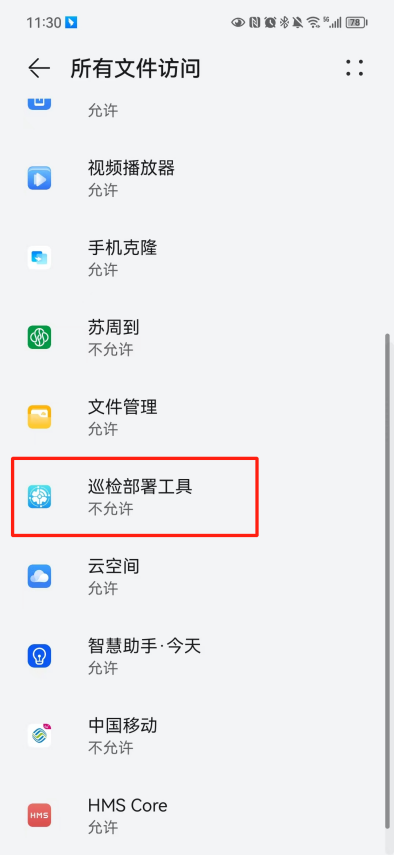 11:30
5G
78
所有文件访问
允许
视频播放器
允许
手机克隆
允许
苏周到
不允许
文件管理
允许
巡检部署工具
不允许
云空间
允许
智慧助手·今天
允许
中国移动
不允许
HMS
HMS Core
允许